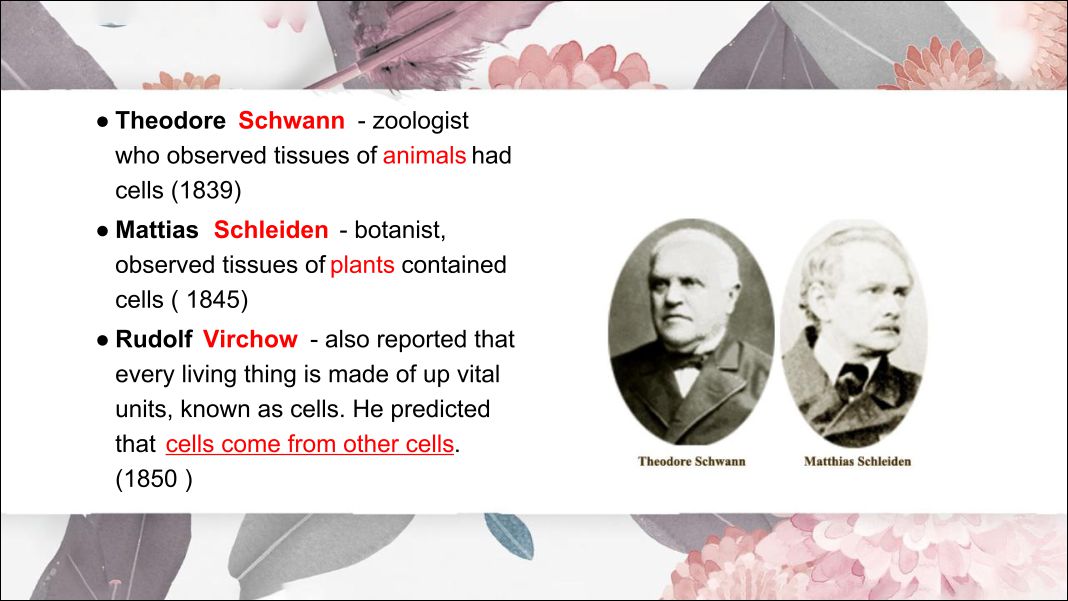 ● Theodore Schwann - zoologist
who observed tissues of animals had
cells (1839)
● Mattias Schleiden - botanist,
observed tissues of plants contained
cells ( 1845)
● Rudolf Virchow - also reported that
every living thing is made of up vital
units, known as cells. He predicted
that cells come from other cells.
(1850 )
Theodore Schwann
Matthias Schleiden